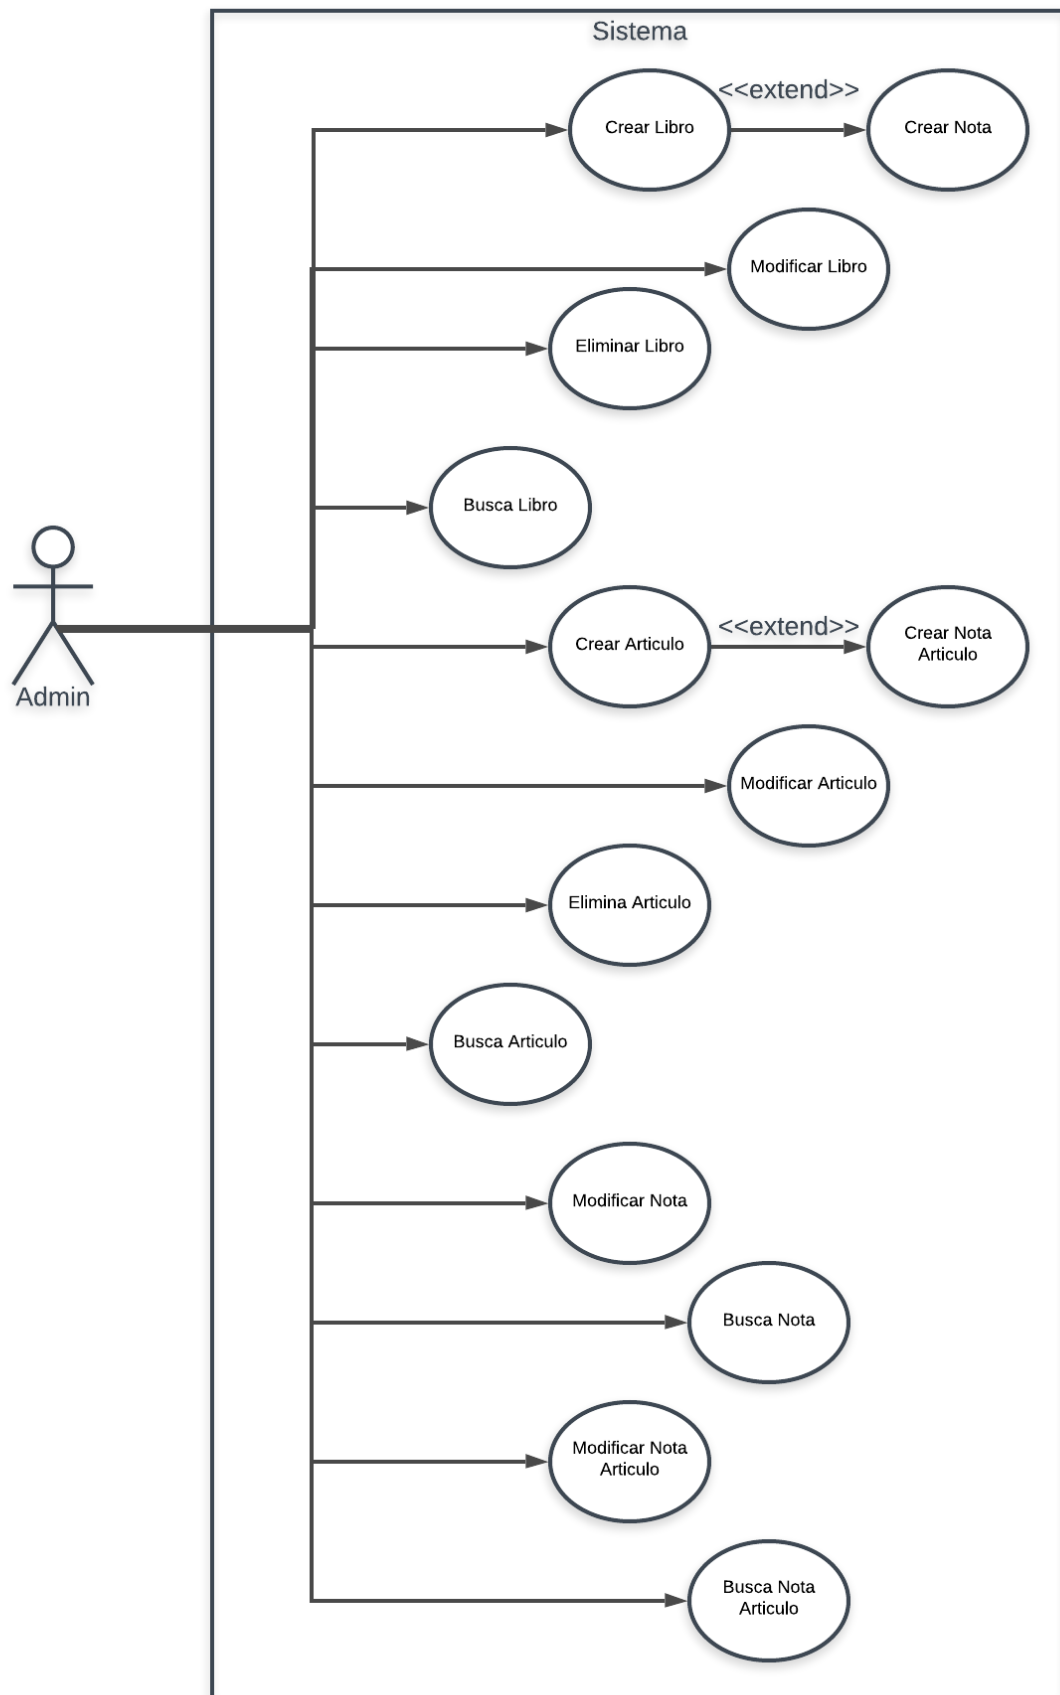 Sistema
Crear Libro
<<extend>>
Crear Nota
Modificar Libro
Eliminar Libro
Busca Libro
Admin
Crear Articulo
<<extend>>
Crear Nota
Articulo
Modificar Articulo
Elimina Articulo
Busca Articulo
Modificar Nota
Busca Nota
Modificar Nota
Articulo
Busca Nota
Articulo